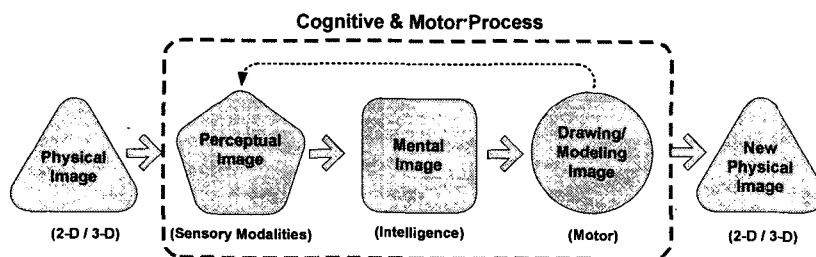 Cognitive & Motor Process
Physical
Image
Perceptual
Image
Mental
Image
Drawing/
Modeling
Image
New
Physical
Image
(2-D / 3-D)
(Sensory Modalities)
(Intelligence)
(Motor)
(2-D / 3-D)